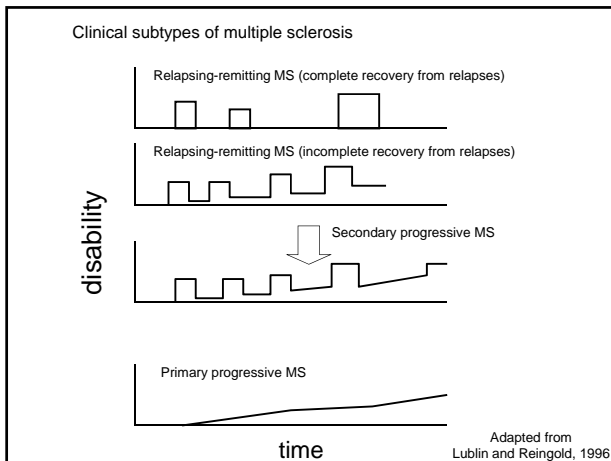 Clinical subtypes of multiple sclerosis
Relapsing-remitting MS (complete recovery from relapses)
Relapsing-remitting MS (incomplete recovery from relapses)
Secondary progressive MS
disability
Primary progressive MS
time
Adapted from
Lublin and Reingold, 1996